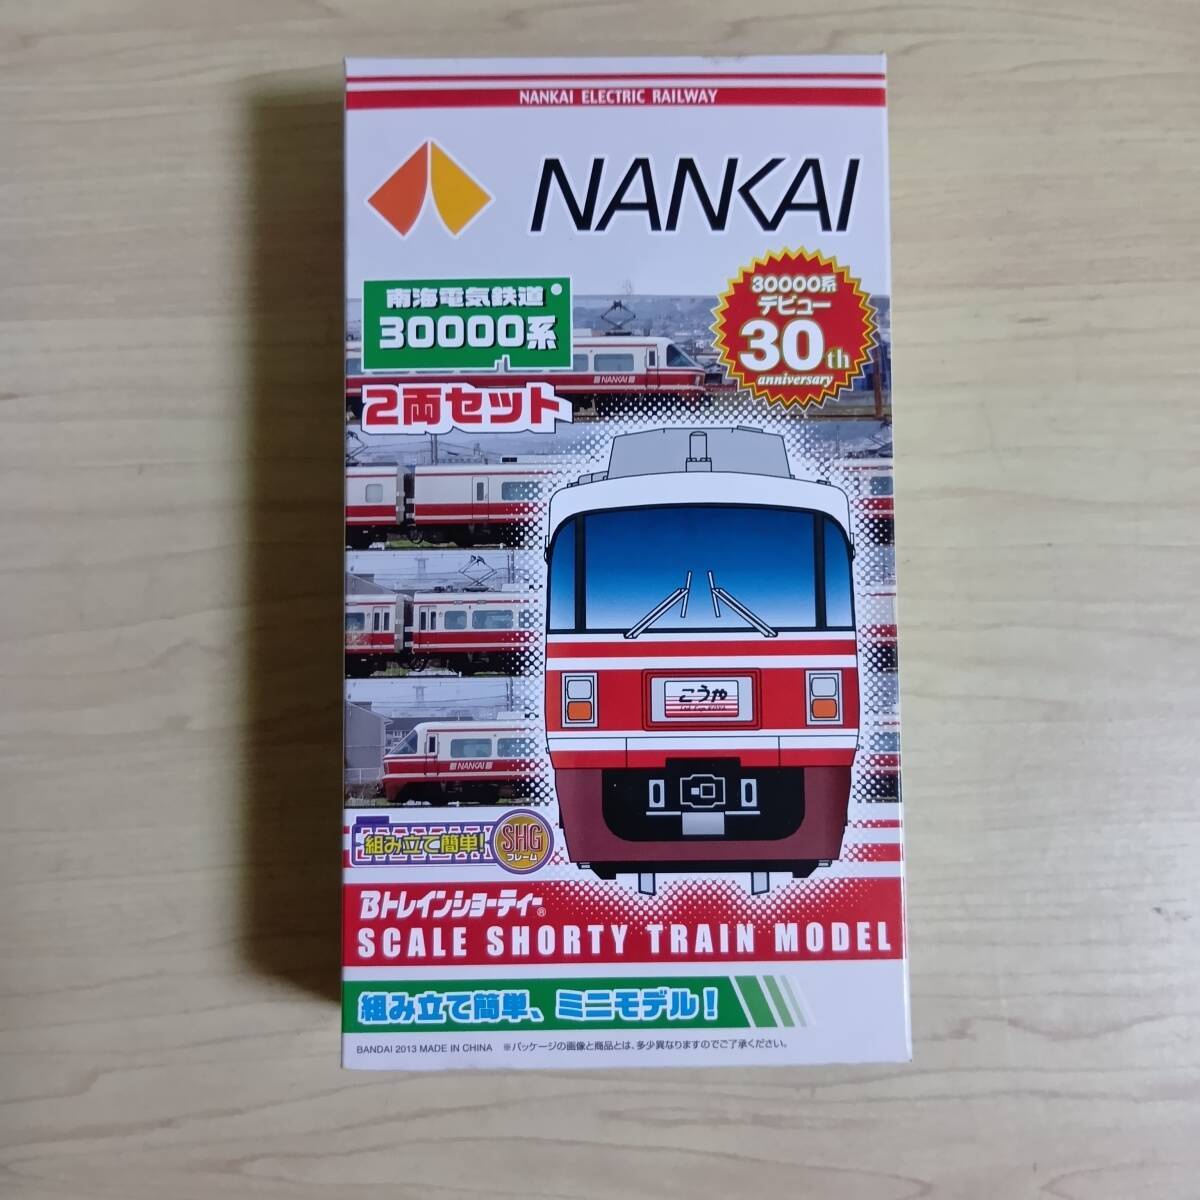 NANKAI ELECTRIC RAILWAY
NANKAI
南海電気鉄道
30000系
30000系
デビュー
30th
anniversary
2両セット
NANKAI
こうや
NANKAI
組み立て簡単!
SHG
フレーム
Bトレインショーティー®
SCALE SHORTY TRAIN MODEL
組み立て簡単、ミニモデル!
BANDAI 2013 MADE IN CHINA ※パッケージの画像と商品とは、多少異なりますのでご了承ください。